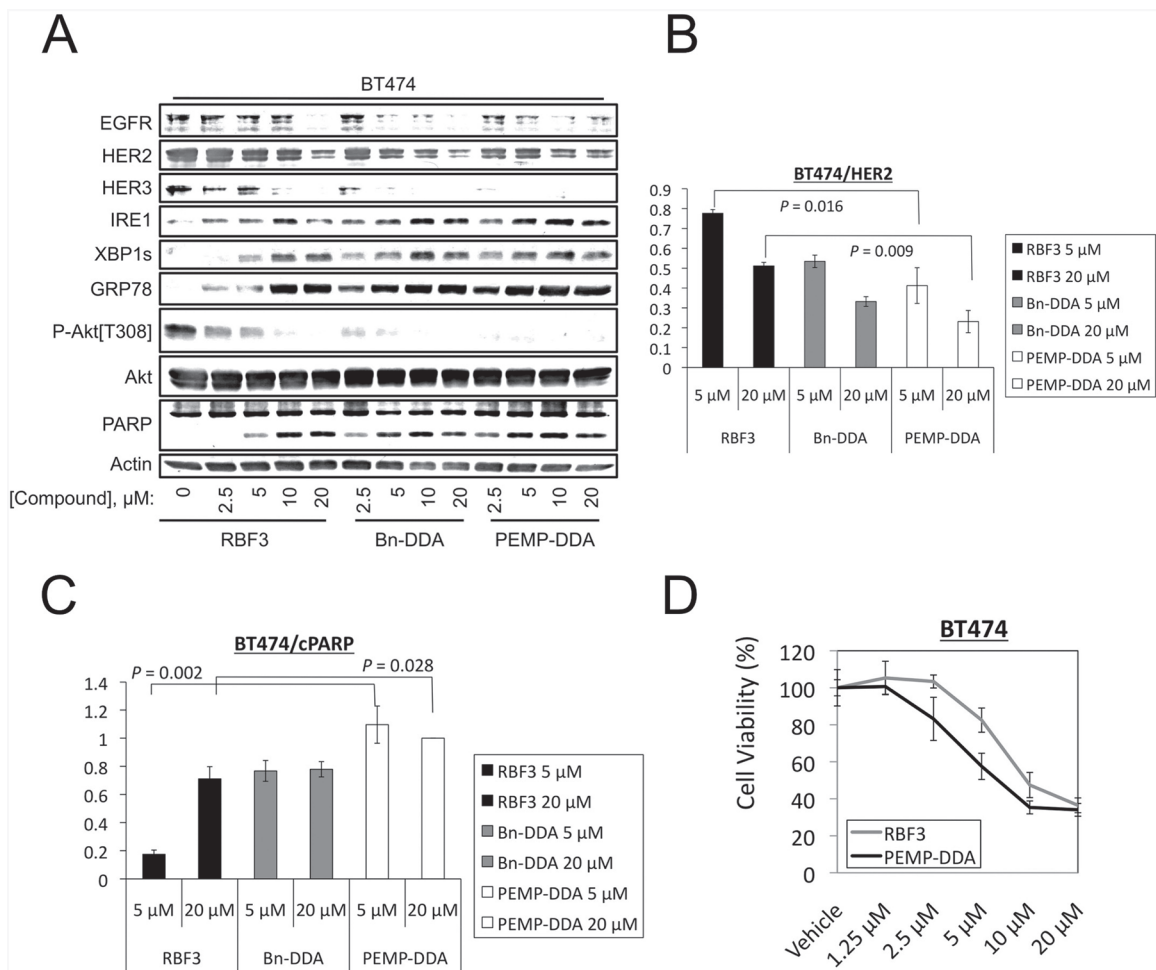 A
BT474
EGFR
HER2
HER3
IRE1
XBP1s
GRP78
P-Akt[T308]
Akt
PARP
Actin
[Compound], µM: 0 2.5 5 10 20 2.5 5 10 20 2.5 5 10 20
RBF3 Bn-DDA PEMP-DDA
B
BT474/HER2
0.9
0.8
0.7
0.6
0.5
0.4
0.3
0.2
0.1
0
P = 0.016
P = 0.009
5 µM 20 µM 5 µM 20 µM 5 µM 20 µM
RBF3 Bn-DDA PEMP-DDA
RBF3 5 µM
RBF3 20 µM
Bn-DDA 5 µM
Bn-DDA 20 µM
PEMP-DDA 5 µM
PEMP-DDA 20 µM
C
BT474/cPARP
P = 0.002
P = 0.028
1.4
1.2
1
0.8
0.6
0.4
0.2
0
5 µM 20 µM 5 µM 20 µM 5 µM 20 µM
RBF3 Bn-DDA PEMP-DDA
RBF3 5 µM
RBF3 20 µM
Bn-DDA 5 µM
Bn-DDA 20 µM
PEMP-DDA 5 µM
PEMP-DDA 20 µM
D
BT474
Cell Viability (%)
120
100
80
60
40
20
0
RBF3
PEMP-DDA
Vehicle 1.25 µM 2.5 µM 5 µM 10 µM 20 µM